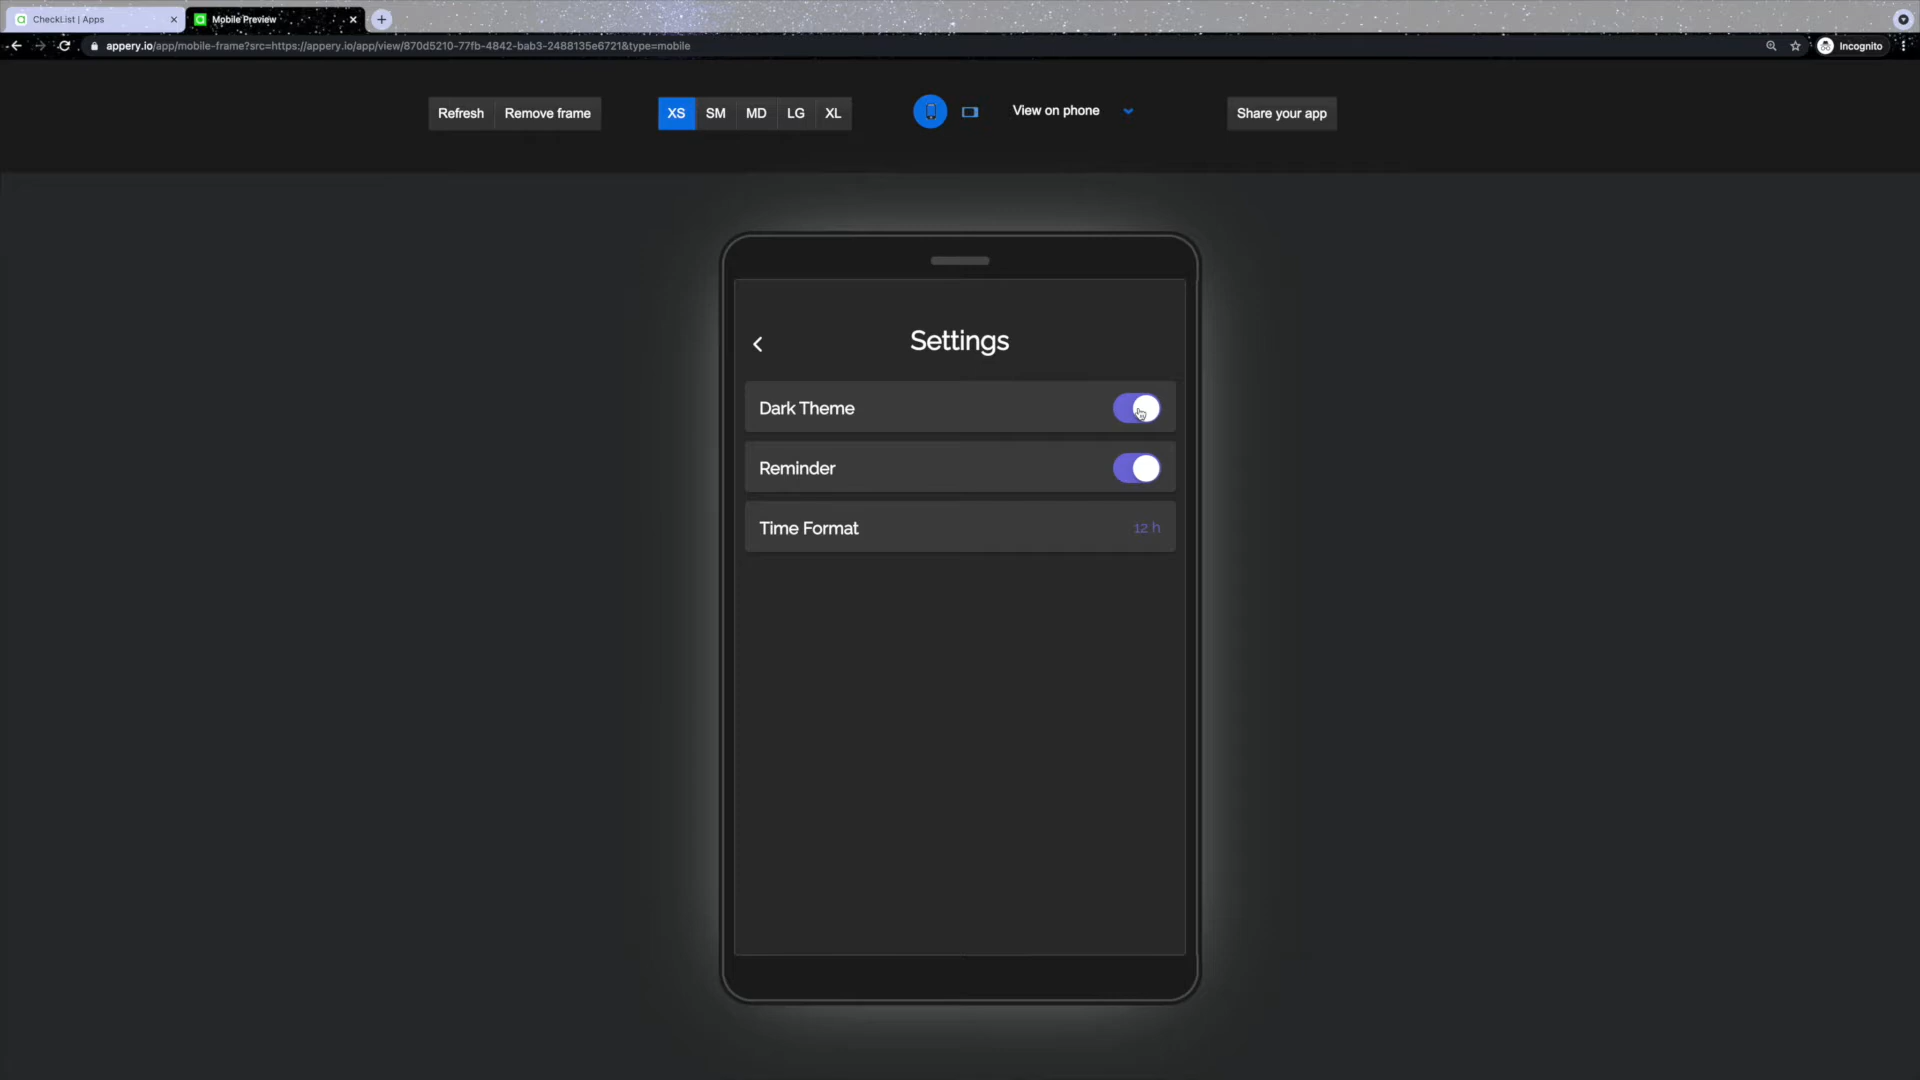 CheckList | Apps
Mobile Preview
appery.io/app/mobile-frame?src=https://appery.io/app/view/870d5210-77fb-4842-bab3-2488135e6721&type=mobile
Incognito
Refresh
Remove frame
XS
SM
MD
LG
XL
View on phone
Share your app
Settings
Dark Theme
Reminder
Time Format
12 h